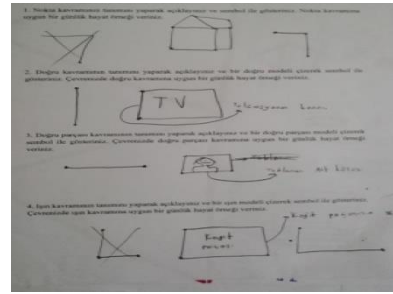 1. Nokta kavramının tanımını yaparak açıklayınız ve sembol ile gösteriniz. Nokta kavramına
uygun bir günlük hayat örneği veriniz.
2. Doğru kavramının tanımını yaparak açıklayınız ve bir doğru modeli çizerek sembol ile
gösteriniz. Çevrenizde doğru kavramına uygun bir günlük hayat örneği veriniz.
TV
3. Doğru parçası kavramının tanımını yaparak açıklayınız ve bir doğru parçası modeli çizerek
sembol ile gösteriniz. Çevrenizde doğru parçası kavramına uygun bir günlük hayat örneği
veriniz.
4. Işın kavramının tanımını yaparak açıklayınız ve bir ışın modeli çizerek sembol ile gösteriniz.
Çevrenizde ışın kavramına uygun bir günlük hayat örneği veriniz.
Kağıt